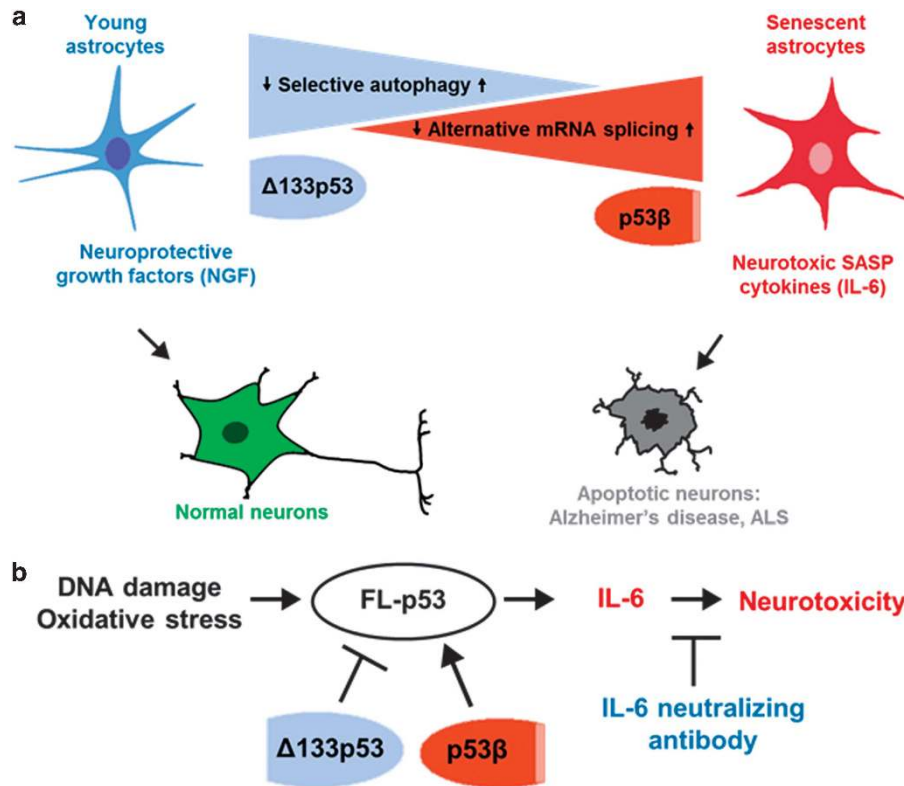 a
Young
astrocytes
Senescent
astrocytes
↓ Selective autophagy ↑
↓ Alternative mRNA splicing ↑
Δ133p53
p53β
Neuroprotective
growth factors (NGF)
Neurotoxic SASP
cytokines (IL-6)
Normal neurons
Apoptotic neurons:
Alzheimer's disease, ALS
b
DNA damage
Oxidative stress
FL-p53
IL-6
Neurotoxicity
Δ133p53
p53β
IL-6 neutralizing
antibody